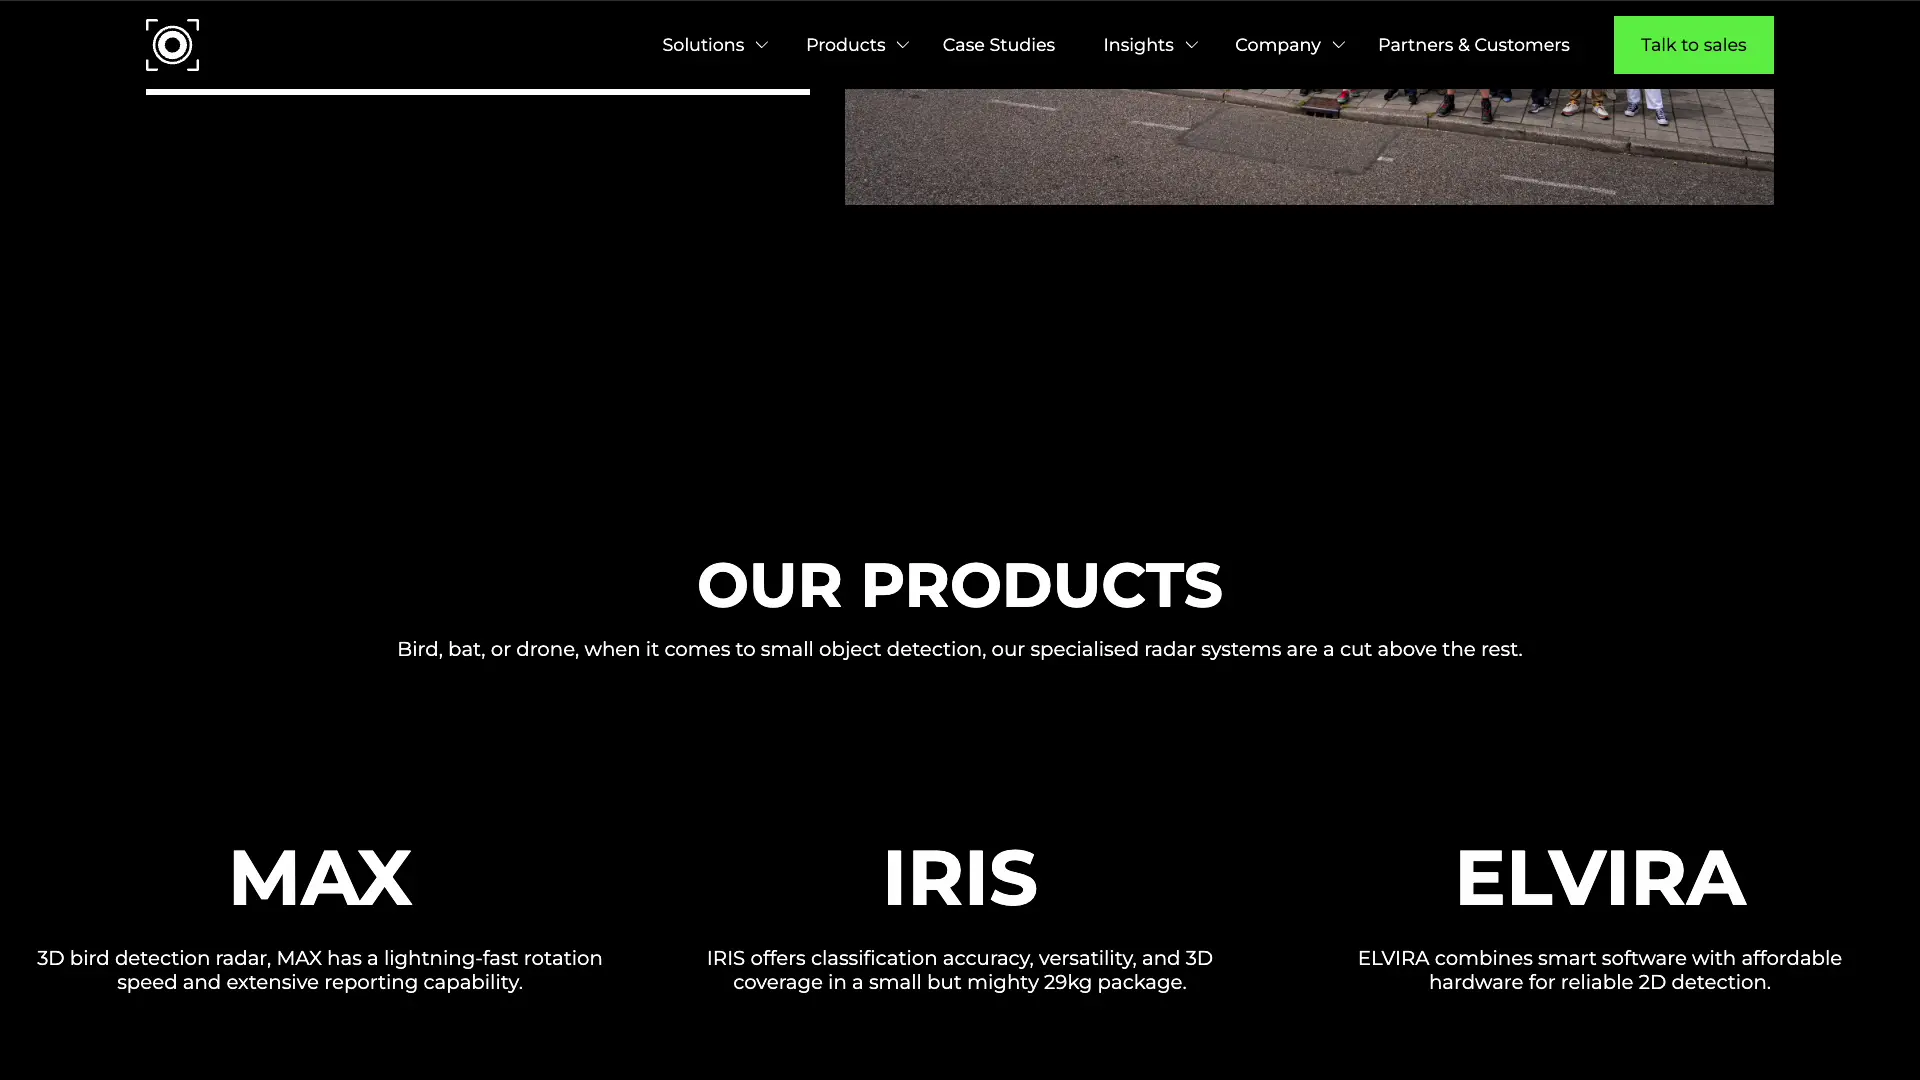 Solutions
Products
Case Studies
Insights
Company
Partners & Customers
Talk to sales
OUR PRODUCTS
Bird, bat, or drone, when it comes to small object detection, our specialised radar systems are a cut above the rest.
MAX
3D bird detection radar, MAX has a lightning-fast rotation
speed and extensive reporting capability.
IRIS
IRIS offers classification accuracy, versatility, and 3D
coverage in a small but mighty 29kg package.
ELVIRA
ELVIRA combines smart software with affordable
hardware for reliable 2D detection.